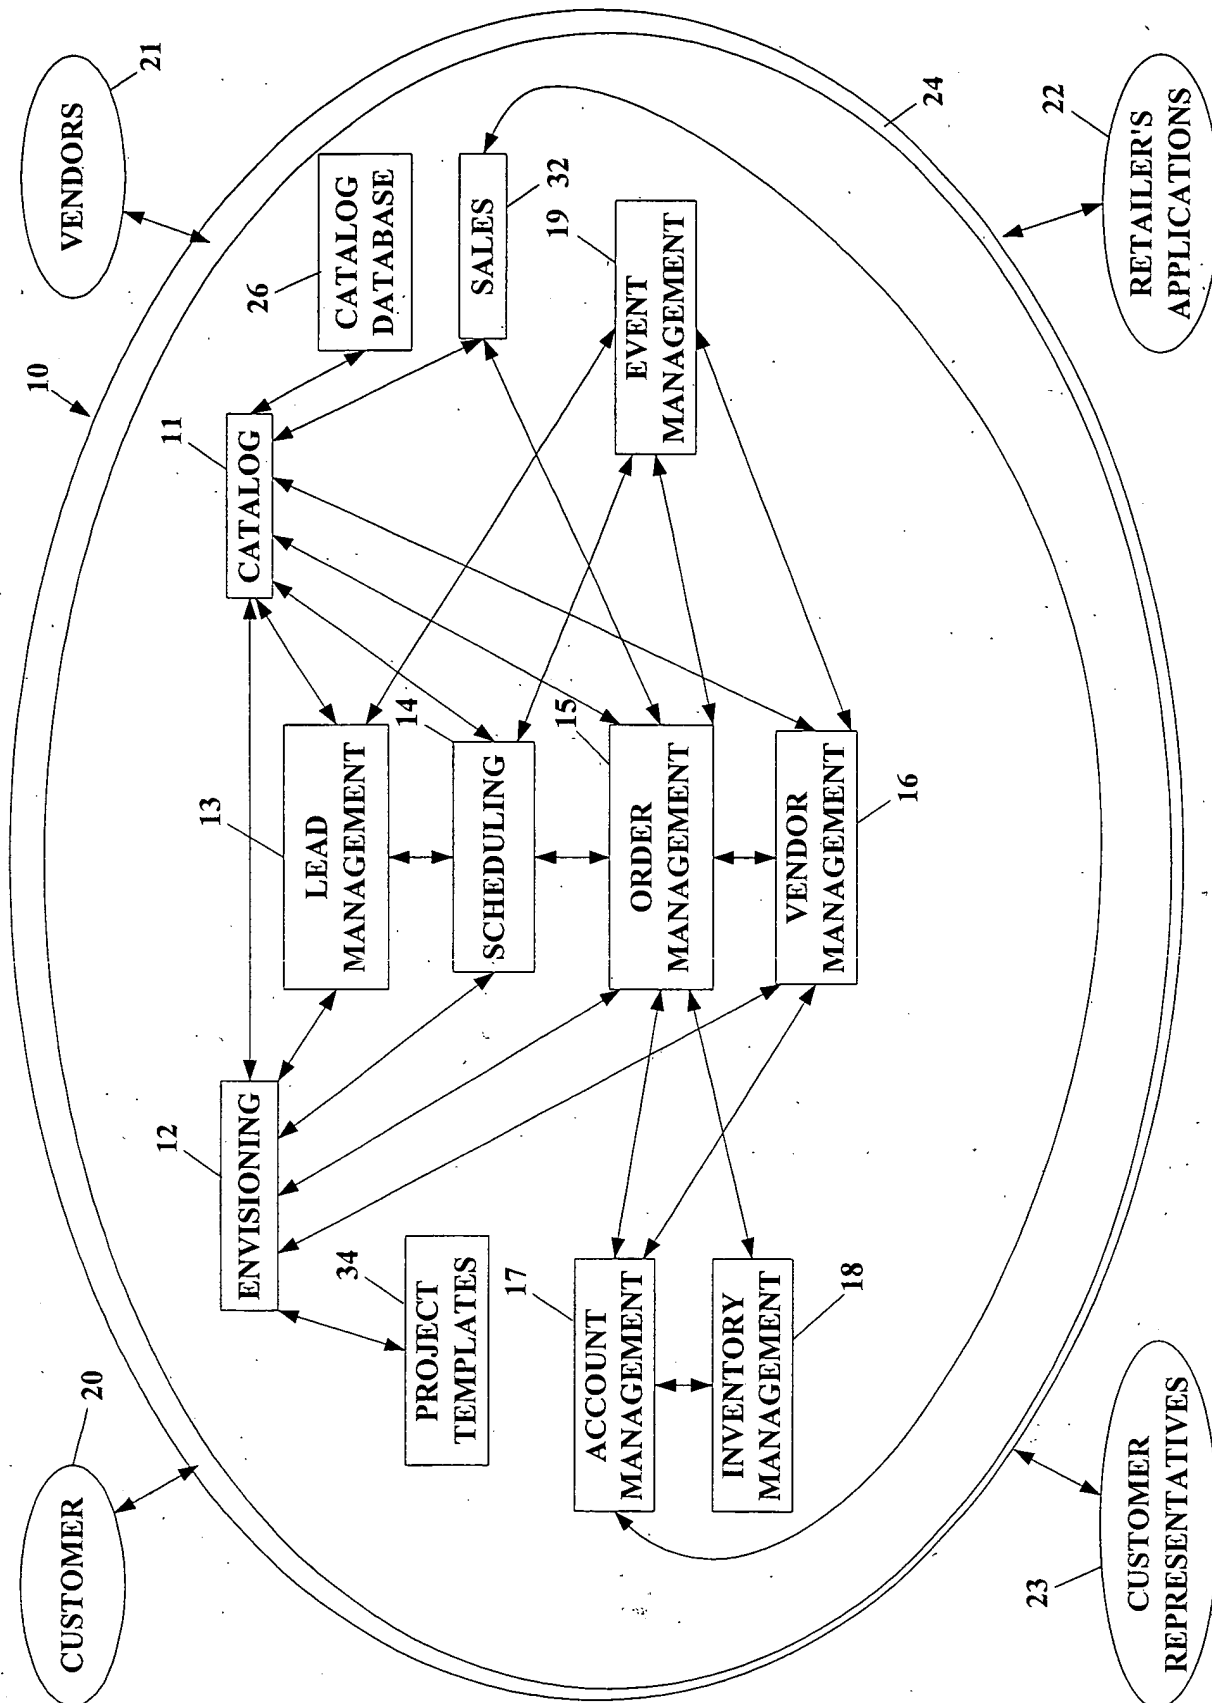 CUSTOMER
20
10
VENDORS
21
12
ENVISIONING
11
CATALOG
13
LEAD
MANAGEMENT
26
CATALOG
DATABASE
34
PROJECT
TEMPLATES
14
SCHEDULING
SALES
32
17
ACCOUNT
MANAGEMENT
15
ORDER
MANAGEMENT
19
EVENT
MANAGEMENT
INVENTORY
MANAGEMENT
18
VENDOR
MANAGEMENT
16
24
23
CUSTOMER
REPRESENTATIVES
22
RETAILER'S
APPLICATIONS